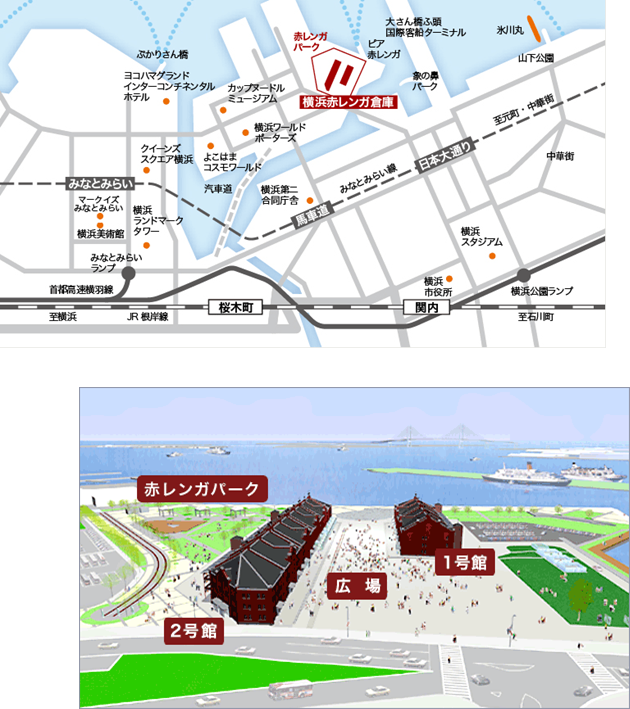 大さん橋ふ頭
国際客船ターミナル
氷川丸
赤レンガ
パーク
ピア
赤レンガ
ぷかりさん橋
山下公園
ヨコハマグランド
インターコンチネンタル
ホテル
カップヌードル
ミュージアム
横浜赤レンガ倉庫
象の鼻
パーク
至元町・中華街
横浜ワールド
ポーターズ
クイーンズ
スクエア横浜
よこはま
コスモワールド
日本大通り
中華街
みなとみらい
汽車道
横浜第二
合同庁舎
みなとみらい線
マークイズ
みなとみらい
横浜美術館
横浜
ランドマーク
タワー
馬車道
横浜
スタジアム
みなとみらい
ランプ
首都高速横羽線
横浜
市役所
横浜公園ランプ
桜木町
関内
至横浜
JR 根岸線
至石川町
赤レンガパーク
1号館
広 場
2号館